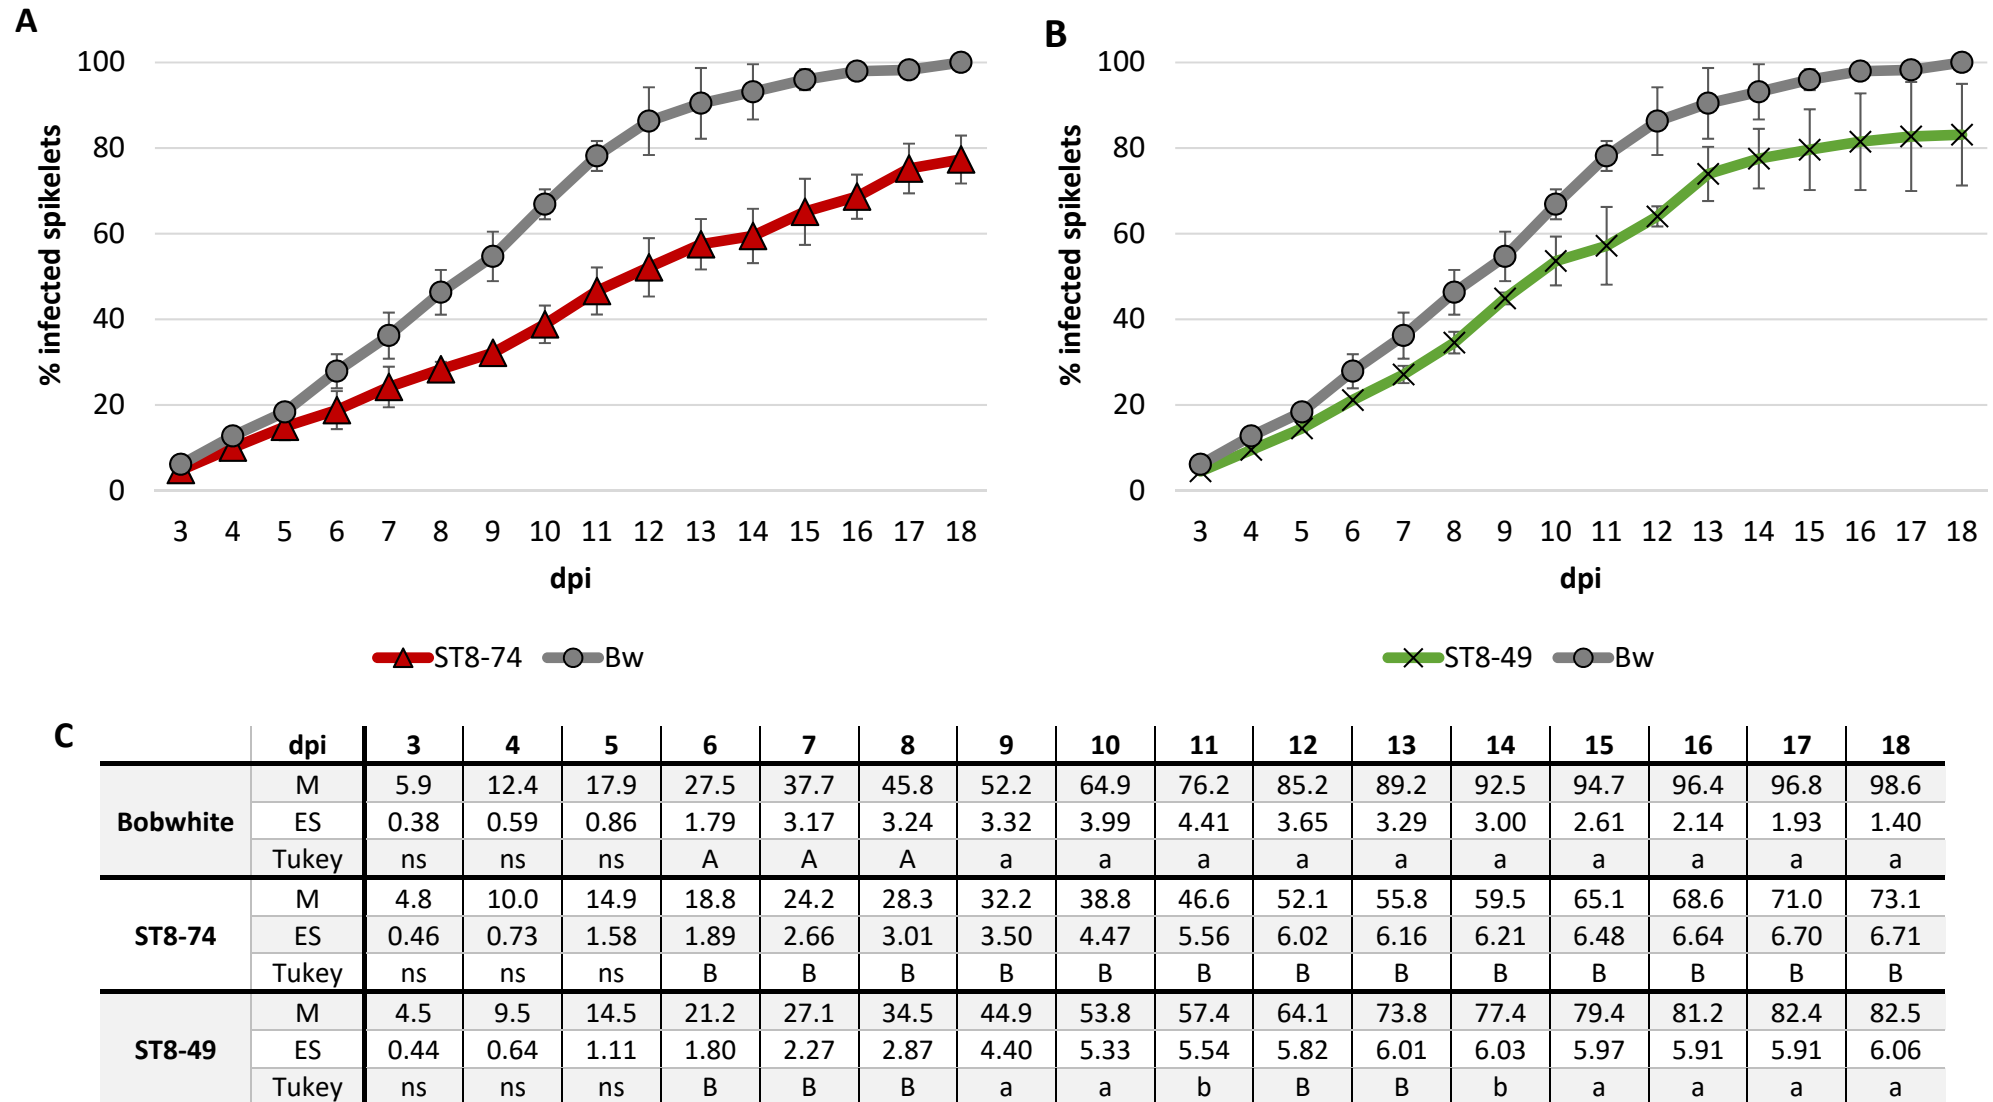 A
% infected spikelets
100
80
60
40
20
0
3 4 5 6 7 8 9 10 11 12 13 14 15 16 17 18
dpi
ST8-74 Bw
B
% infected spikelets
100
80
60
40
20
0
3 4 5 6 7 8 9 10 11 12 13 14 15 16 17 18
dpi
ST8-49 Bw
C
dpi 3 4 5 6 7 8 9 10 11 12 13 14 15 16 17 18
Bobwhite
M 5.9 12.4 17.9 27.5 37.7 45.8 52.2 64.9 76.2 85.2 89.2 92.5 94.7 96.4 96.8 98.6
ES 0.38 0.59 0.86 1.79 3.17 3.24 3.32 3.99 4.41 3.65 3.29 3.00 2.61 2.14 1.93 1.40
Tukey ns ns ns A A A a a a a a a a a a a
ST8-74
M 4.8 10.0 14.9 18.8 24.2 28.3 32.2 38.8 46.6 52.1 55.8 59.5 65.1 68.6 71.0 73.1
ES 0.46 0.73 1.58 1.89 2.66 3.01 3.50 4.47 5.56 6.02 6.16 6.21 6.48 6.64 6.70 6.71
Tukey ns ns ns B B B B B B B B B B B B B
ST8-49
M 4.5 9.5 14.5 21.2 27.1 34.5 44.9 53.8 57.4 64.1 73.8 77.4 79.4 81.2 82.4 82.5
ES 0.44 0.64 1.11 1.80 2.27 2.87 4.40 5.33 5.54 5.82 6.01 6.03 5.97 5.91 5.91 6.06
Tukey ns ns ns B B B a a b B B b a a a a